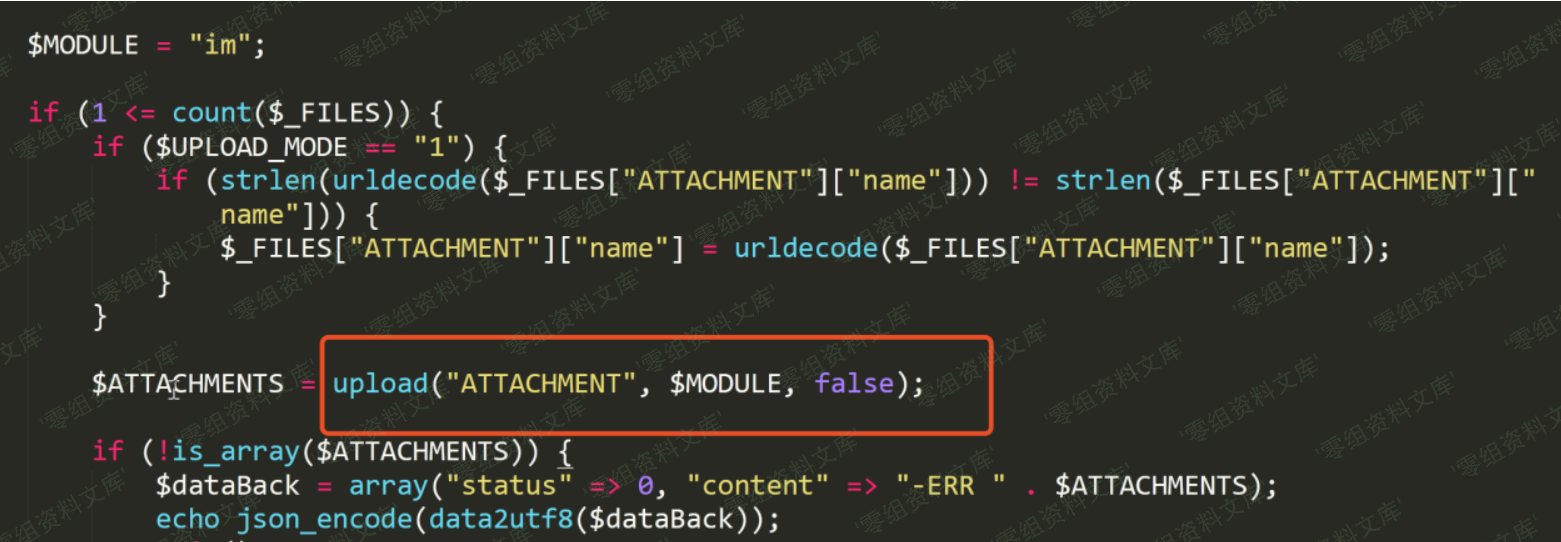 $MODULE = "im";
if (1 <= count($_FILES)) {
if ($UPLOAD_MODE == "1") {
if (strlen(urldecode($_FILES["ATTACHMENT"]["name"])) != strlen($_FILES["ATTACHMENT"]["
name"])) {
$_FILES["ATTACHMENT"]["name"] = urldecode($_FILES["ATTACHMENT"]["name"]);
}
}
$ATTACHMENTS = upload("ATTACHMENT", $MODULE, false);
if (!is_array($ATTACHMENTS)) {
$dataBack = array("status" => 0, "content" => "-ERR " . $ATTACHMENTS);
echo json_encode(data2utf8($dataBack));
'零组资料文库'